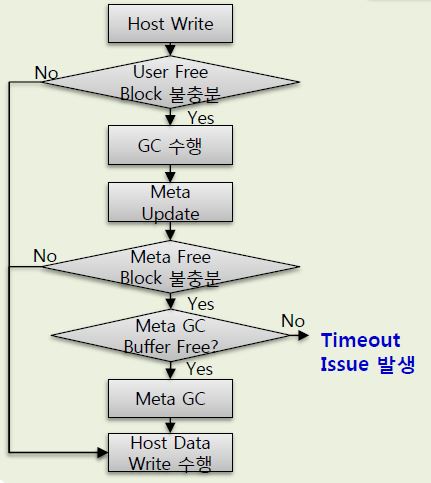 Host Write
No
User Free
Block 불충분
Yes
GC 수행
Meta
Update
No
Meta Free
Block 불충분
Yes
Meta GC
Buffer Free?
No
Timeout
Issue 발생
Yes
Meta GC
Host Data
Write 수행